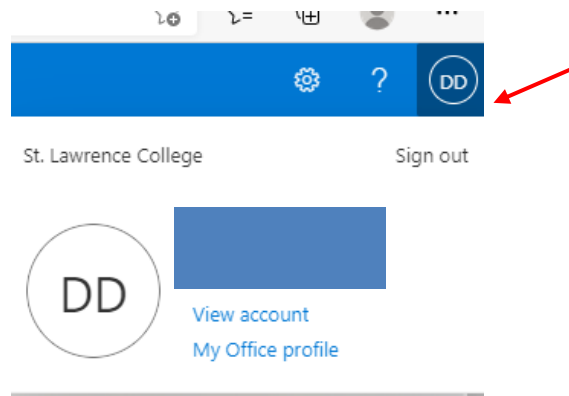 ?
DD
St. Lawrence College
Sign out
DD
View account
My Office profile